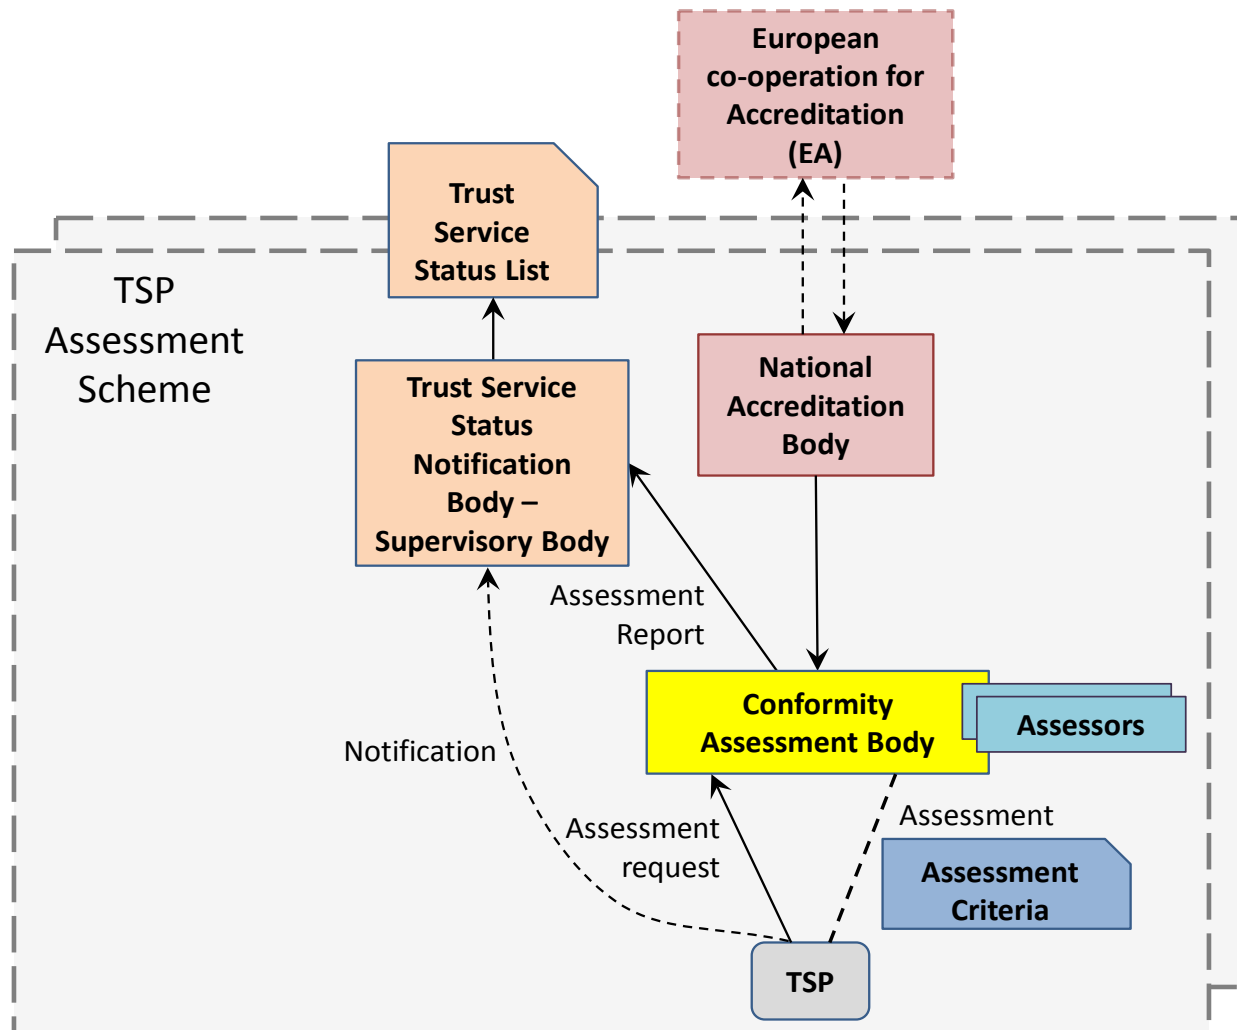 European
co-operation for
Accreditation
(EA)
Trust
Service
Status List
TSP
Assessment
Scheme
Trust Service
Status
Notification
Body –
Supervisory Body
National
Accreditation
Body
Assessment
Report
Conformity
Assessment Body
Assessors
Notification
Assessment
request
Assessment
Assessment
Criteria
TSP